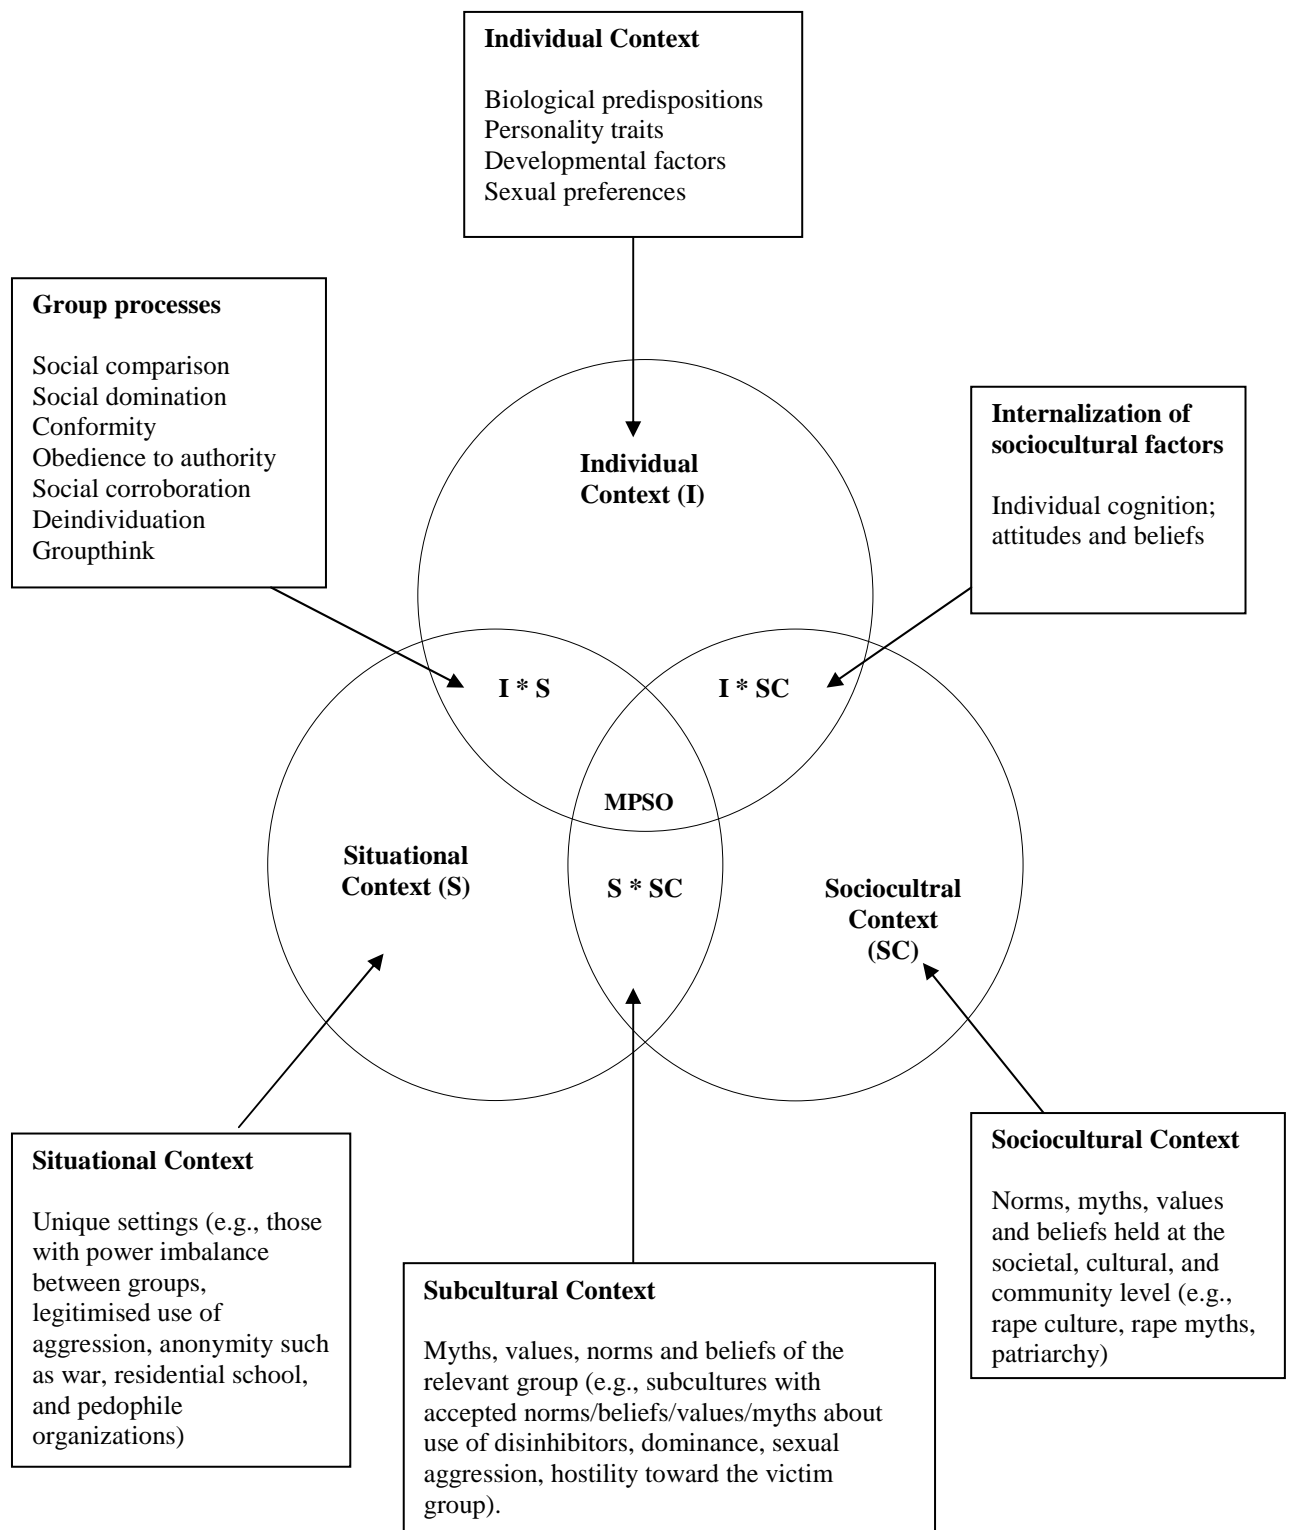 Individual Context
Biological predispositions
Personality traits
Developmental factors
Sexual preferences
Group processes
Social comparison
Social domination
Conformity
Obedience to authority
Social corroboration
Deindividuation
Groupthink
Internalization of
sociocultural factors
Individual cognition;
attitudes and beliefs
Individual
Context (I)
I * S
I * SC
MPSO
Situational
Context (S)
S * SC
Sociocultral
Context
(SC)
Situational Context
Unique settings (e.g., those
with power imbalance
between groups,
legitimised use of
aggression, anonymity such
as war, residential school,
and pedophile
organizations)
Subcultural Context
Myths, values, norms and beliefs of the
relevant group (e.g., subcultures with
accepted norms/beliefs/values/myths about
use of disinhibitors, dominance, sexual
aggression, hostility toward the victim
group).
Sociocultural Context
Norms, myths, values
and beliefs held at the
societal, cultural, and
community level (e.g.,
rape culture, rape myths,
patriarchy)